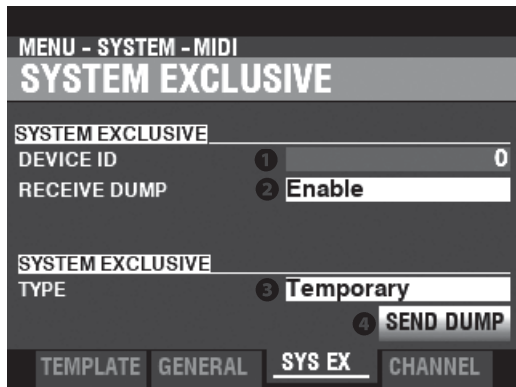 MENU - SYSTEM - MIDI
SYSTEM EXCLUSIVE
SYSTEM EXCLUSIVE
DEVICE ID 1 0
RECEIVE DUMP 2 Enable
SYSTEM EXCLUSIVE
TYPE 3 Temporary
4 SEND DUMP
TEMPLATE GENERAL SYS EX CHANNEL